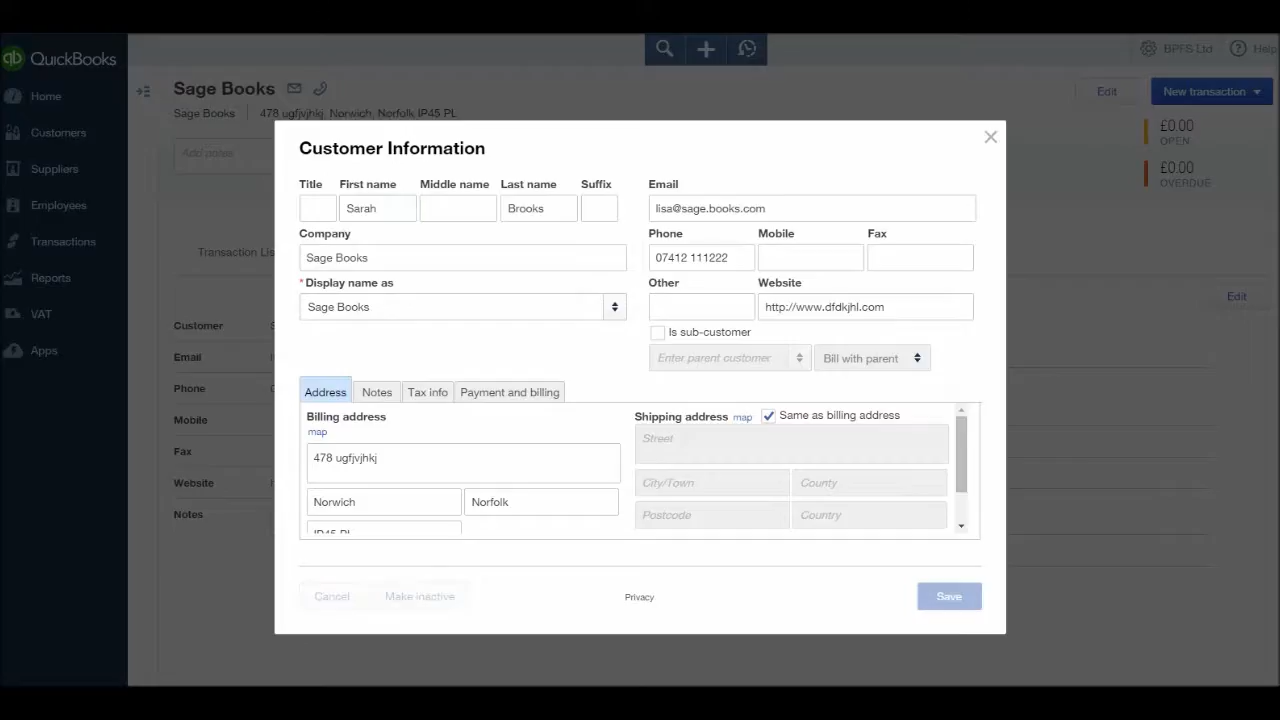 qb QuickBooks
BPFS Ltd
Help
Home
Customers
Suppliers
Employees
Transactions
Reports
VAT
Apps
Sage Books
Edit
New transaction
Sage Books
478 ugfjvjhkj, Norwich, Norfolk IP45 PL
Add notes
£0.00
OPEN
£0.00
OVERDUE
Transaction Lis
Edit
Customer
Email
Phone
Mobile
Fax
Website
Notes
Customer Information
Title First name Middle name Last name Suffix
Sarah Brooks
Company
Sage Books
*Display name as
Sage Books
Email
lisa@sage.books.com
Phone Mobile Fax
07412 111222
Other Website
http://www.dfdkjhl.com
Is sub-customer
Enter parent customer Bill with parent
Address Notes Tax info Payment and billing
Billing address
map
478 ugfjvjhkj
Norwich Norfolk
IP45 PL
Shipping address map Same as billing address
Street
City/Town County
Postcode Country
Cancel Make inactive Privacy Save